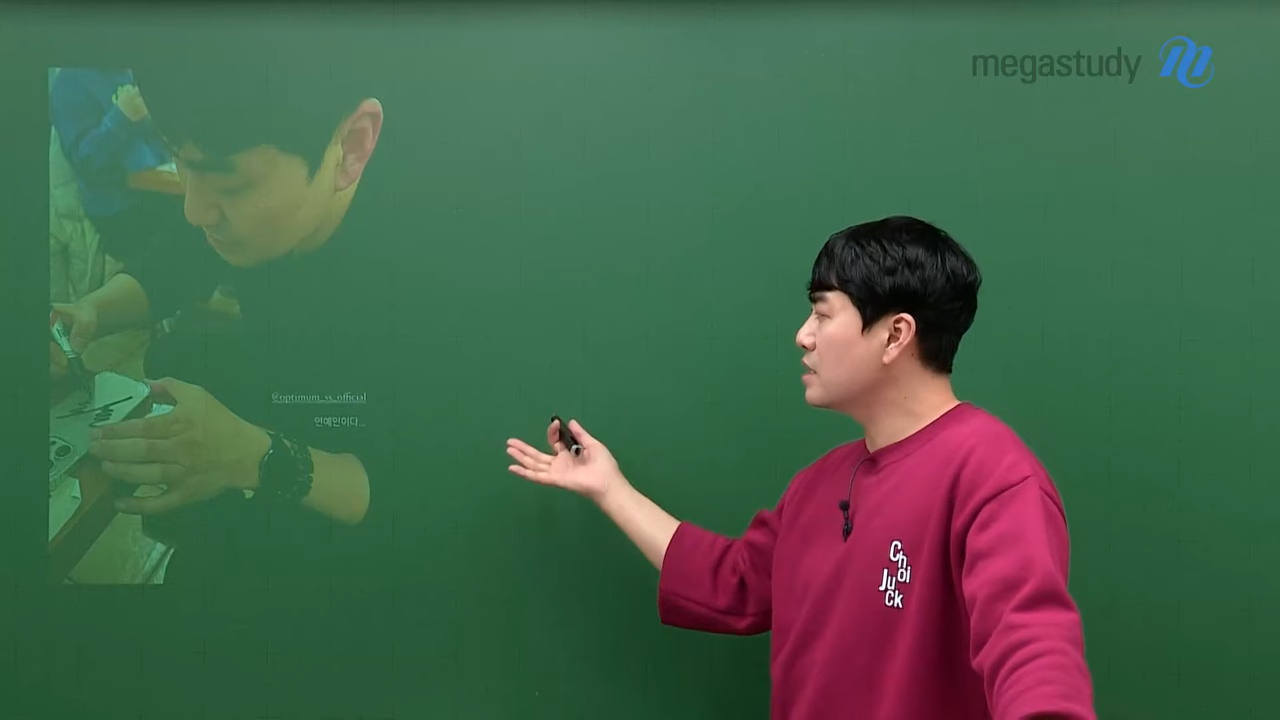 megastudy
@optimum_ss_official
연예인이다...
Choi
Juck